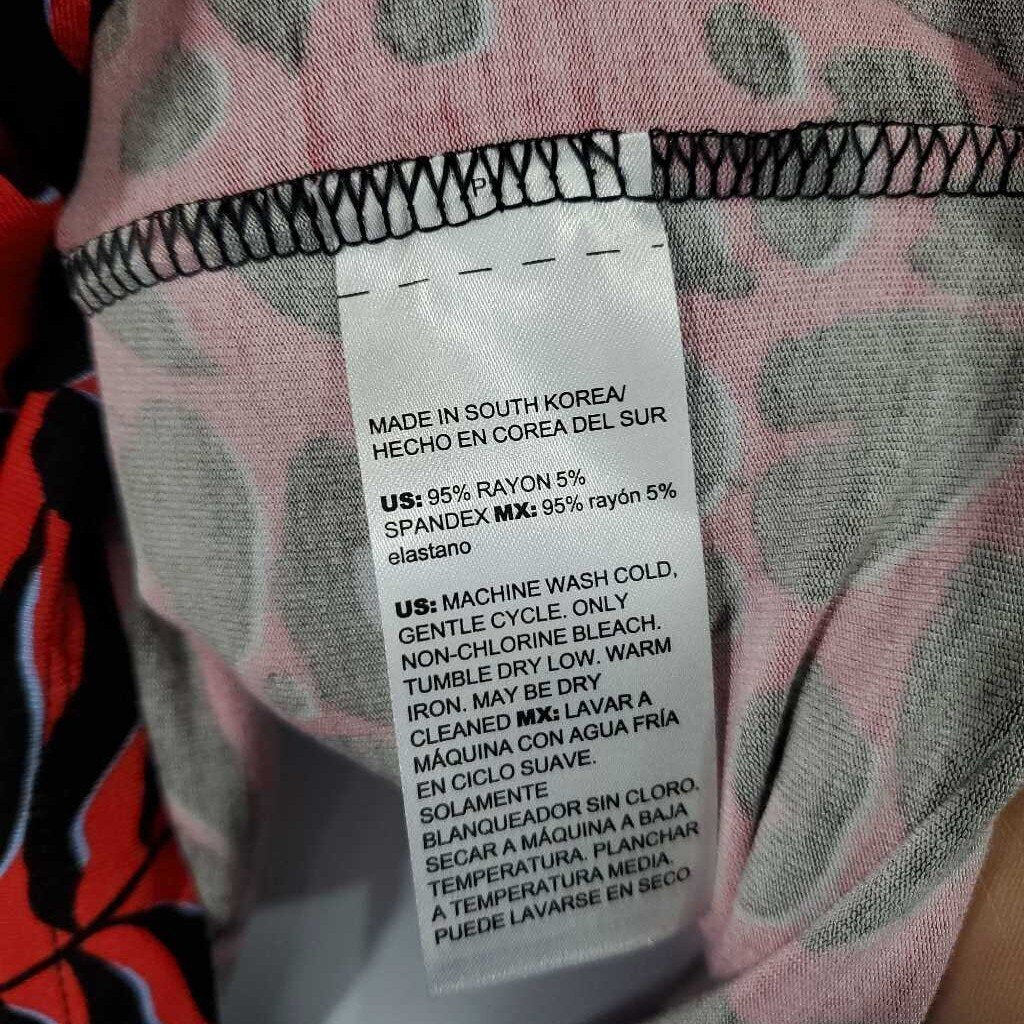 P
MADE IN SOUTH KOREA/
HECHO EN COREA DEL SUR
US: 95% RAYON 5%
SPANDEX MX: 95% rayón 5%
elastano
US: MACHINE WASH COLD,
GENTLE CYCLE. ONLY
NON-CHLORINE BLEACH.
TUMBLE DRY LOW. WARM
IRON. MAY BE DRY
CLEANED MX: LAVAR A
MÁQUINA CON AGUA FRÍA
EN CICLO SUAVE.
SOLAMENTE
BLANQUEADOR SIN CLORO.
SECAR A MÁQUINA A BAJA
TEMPERATURA. PLANCHAR
A TEMPERATURA MEDIA.
PUEDE LAVARSE EN SECO